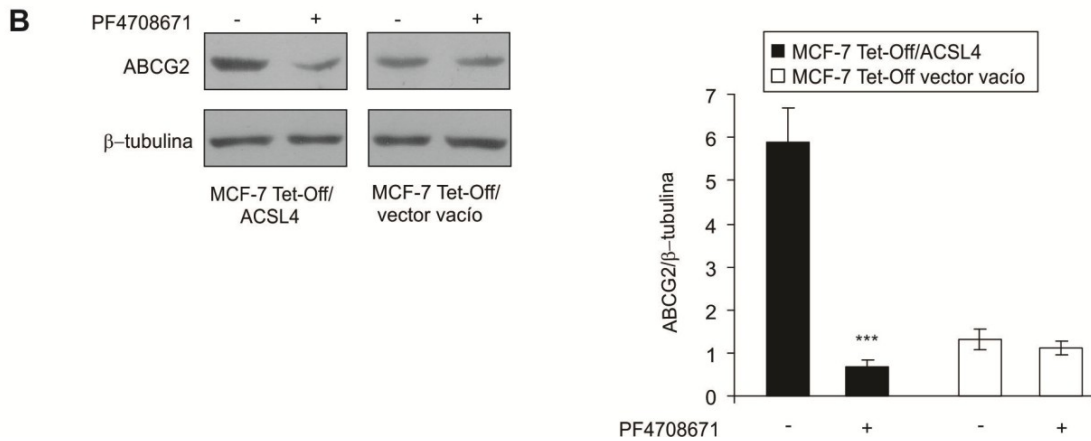 B
PF4708671 - + - +
ABCG2
β-tubulina
MCF-7 Tet-Off/
ACSL4
MCF-7 Tet-Off/
vector vacío
MCF-7 Tet-Off/ACSL4
MCF-7 Tet-Off vector vacío
ABCG2/β-tubulina
7
6
5
4
3
2
1
0
***
PF4708671 - + - +